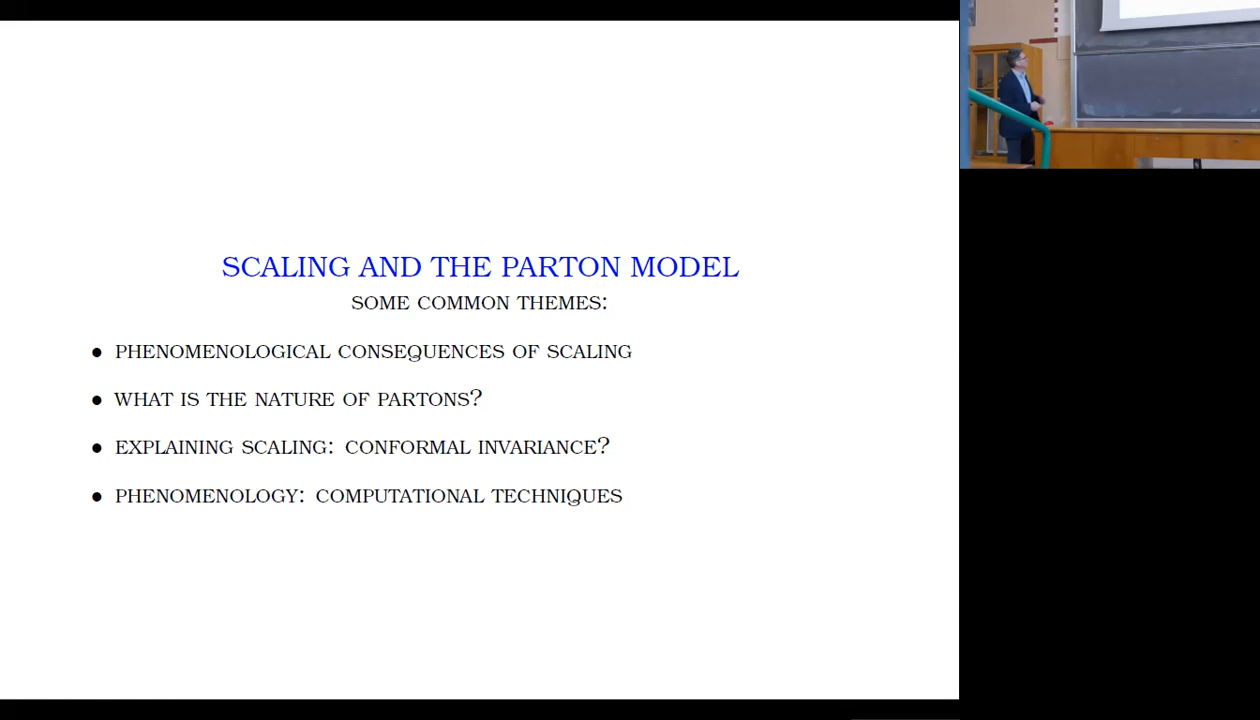 SCALING AND THE PARTON MODEL
SOME COMMON THEMES:
• PHENOMENOLOGICAL CONSEQUENCES OF SCALING
• WHAT IS THE NATURE OF PARTONS?
• EXPLAINING SCALING: CONFORMAL INVARIANCE?
• PHENOMENOLOGY: COMPUTATIONAL TECHNIQUES